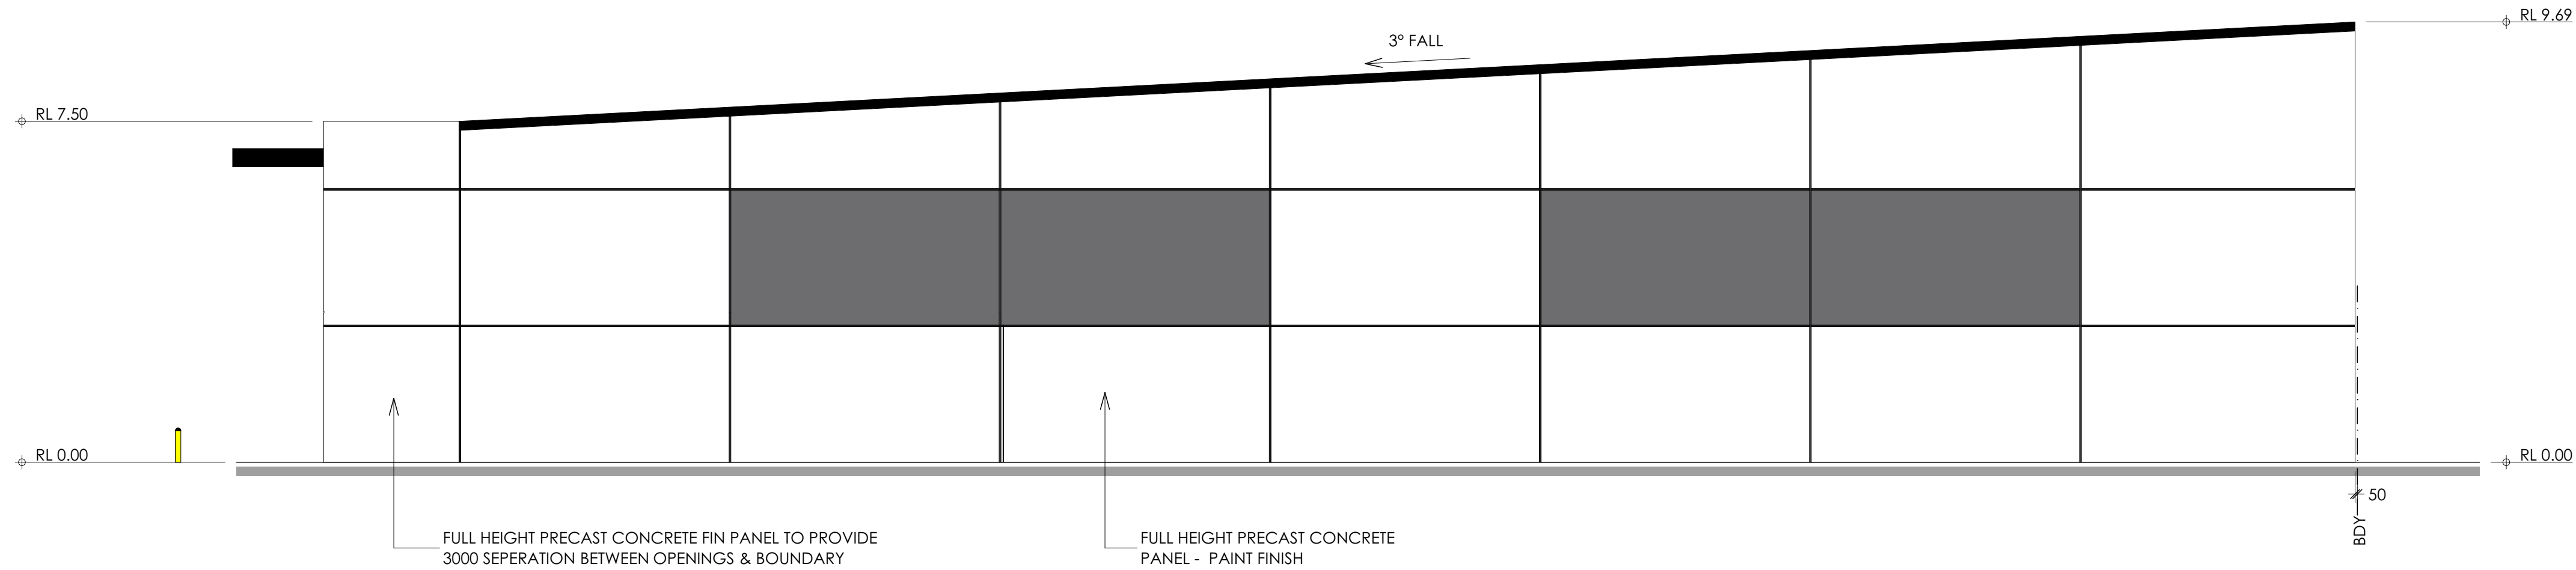 RL 9.69
3° FALL
RL 7.50
RL 0.00
RL 0.00
50
BDY
FULL HEIGHT PRECAST CONCRETE FIN PANEL TO PROVIDE
3000 SEPERATION BETWEEN OPENINGS & BOUNDARY
FULL HEIGHT PRECAST CONCRETE
PANEL - PAINT FINISH